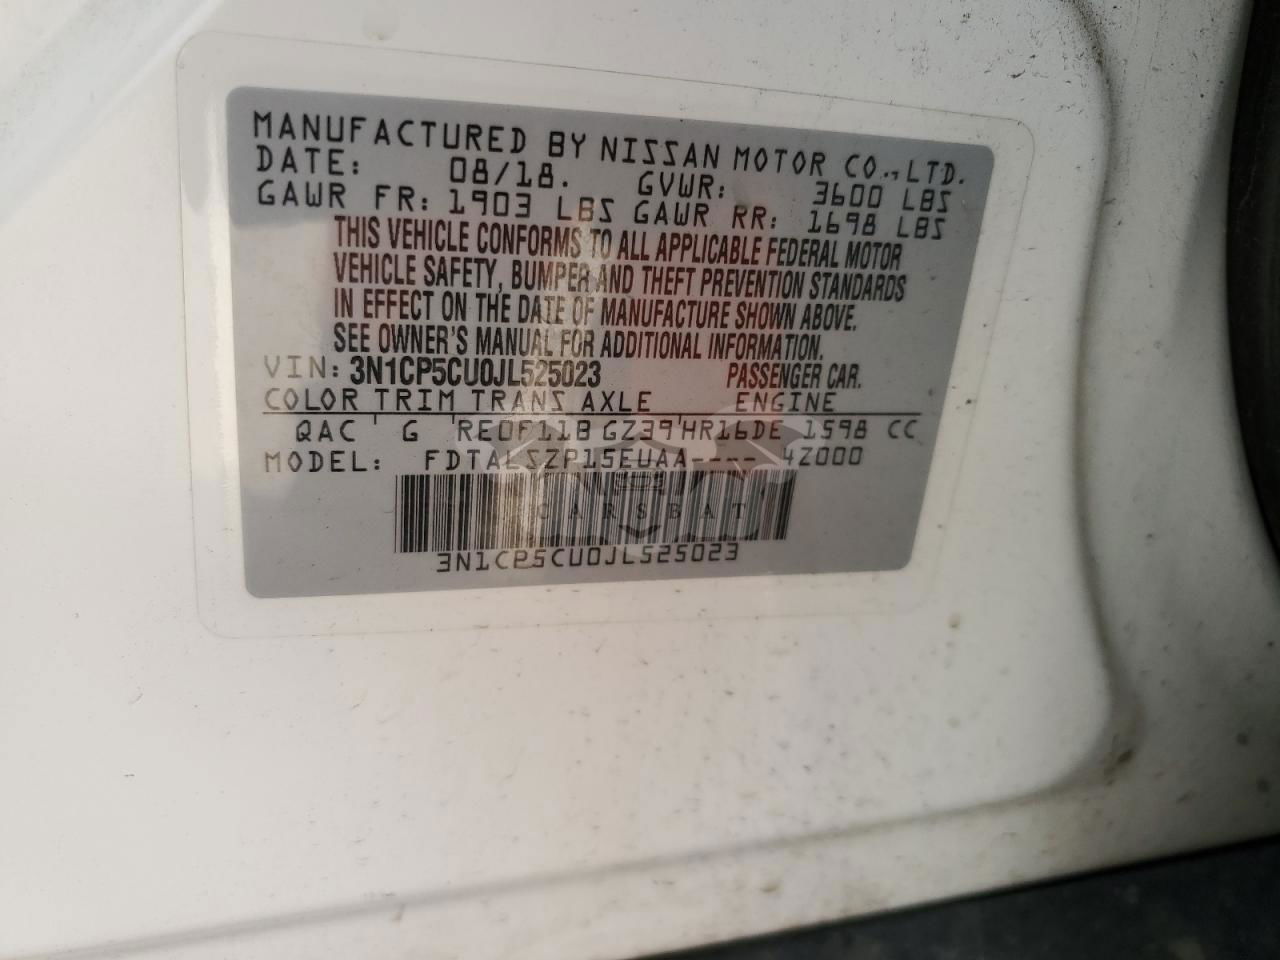 MANUFACTURED BY NISSAN MOTOR CO., LTD.
DATE: 08/18. GVWR: 3600 LBS
GAWR FR: 1903 LBS GAWR RR: 1698 LBS
THIS VEHICLE CONFORMS TO ALL APPLICABLE FEDERAL MOTOR
VEHICLE SAFETY, BUMPER AND THEFT PREVENTION STANDARDS
IN EFFECT ON THE DATE OF MANUFACTURE SHOWN ABOVE.
SEE OWNER'S MANUAL FOR ADDITIONAL INFORMATION.
VIN: 3N1CP5CU0JL525023 PASSENGER CAR.
COLOR TRIM TRANS AXLE ENGINE
QAC G RE0F11B GZ39 HR16DE 1598 CC
MODEL: FDTALSZP15EUAA---- 4Z000
CARSBAT
3N1CP5CU0JL525023